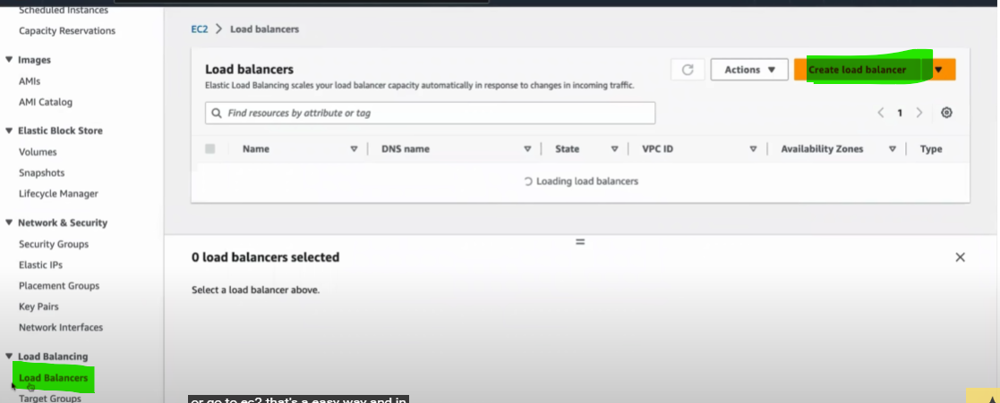 Scheduled Instances
Capacity Reservations
Images
AMIs
AMI Catalog
Elastic Block Store
Volumes
Snapshots
Lifecycle Manager
Network & Security
Security Groups
Elastic IPs
Placement Groups
Key Pairs
Network Interfaces
Load Balancing
Load Balancers
Target Groups
EC2 > Load balancers
Load balancers
Actions
Create load balancer
Elastic Load Balancing scales your load balancer capacity automatically in response to changes in incoming traffic.
Find resources by attribute or tag
1
Name DNS name State VPC ID Availability Zones Type
Loading load balancers
0 load balancers selected
Select a load balancer above.
or go to ec2 that's a easy way and in